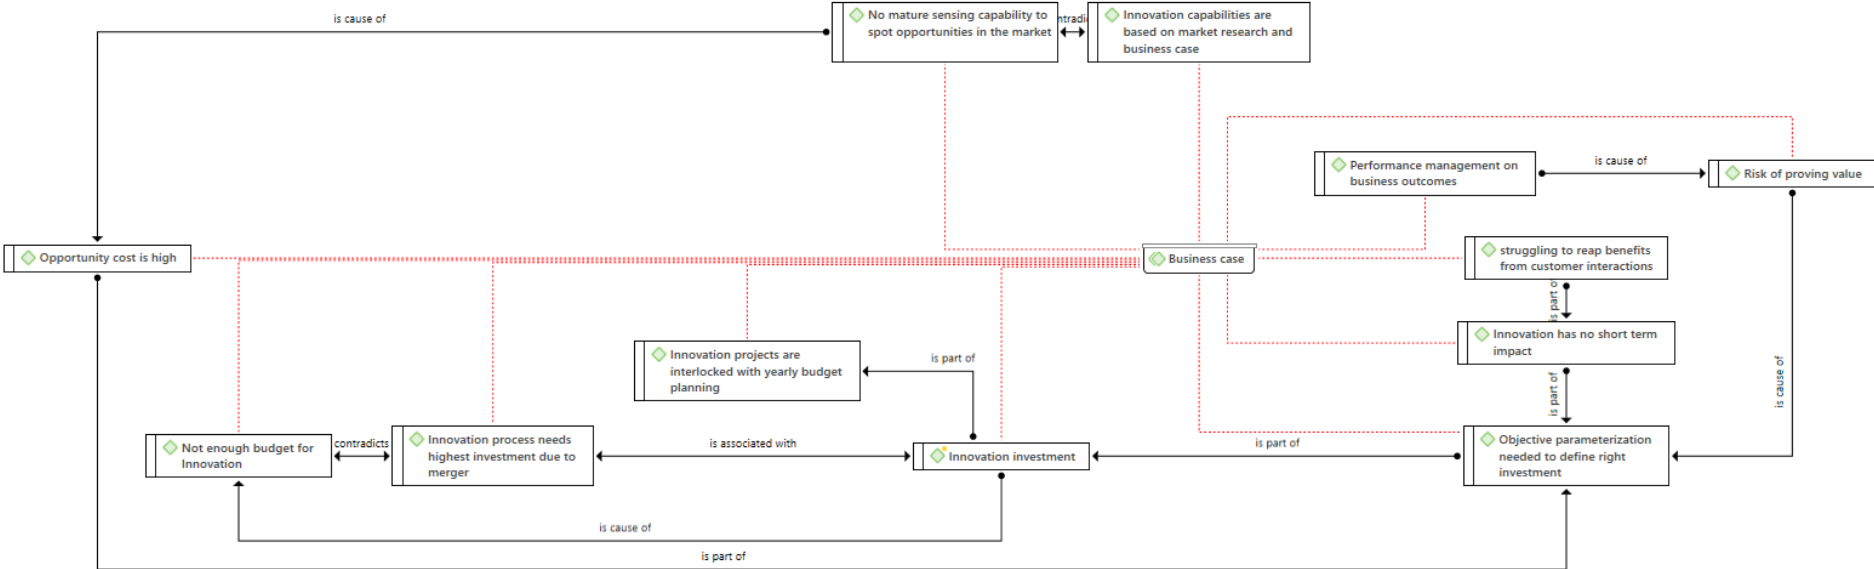 is cause of
No mature sensing capability to
spot opportunities in the market
Innovation capabilities are
based on market research and
business case
Performance management on
business outcomes
is cause of
Risk of proving value
Opportunity cost is high
Business case
struggling to reap benefits
from customer interactions
is part of
Innovation has no short term
impact
Innovation projects are
interlocked with yearly budget
planning
is part of
is part of
is cause of
Not enough budget for
Innovation
contradicts
Innovation process needs
highest investment due to
merger
is associated with
Innovation investment
is part of
Objective parameterization
needed to define right
investment
is cause of
is part of